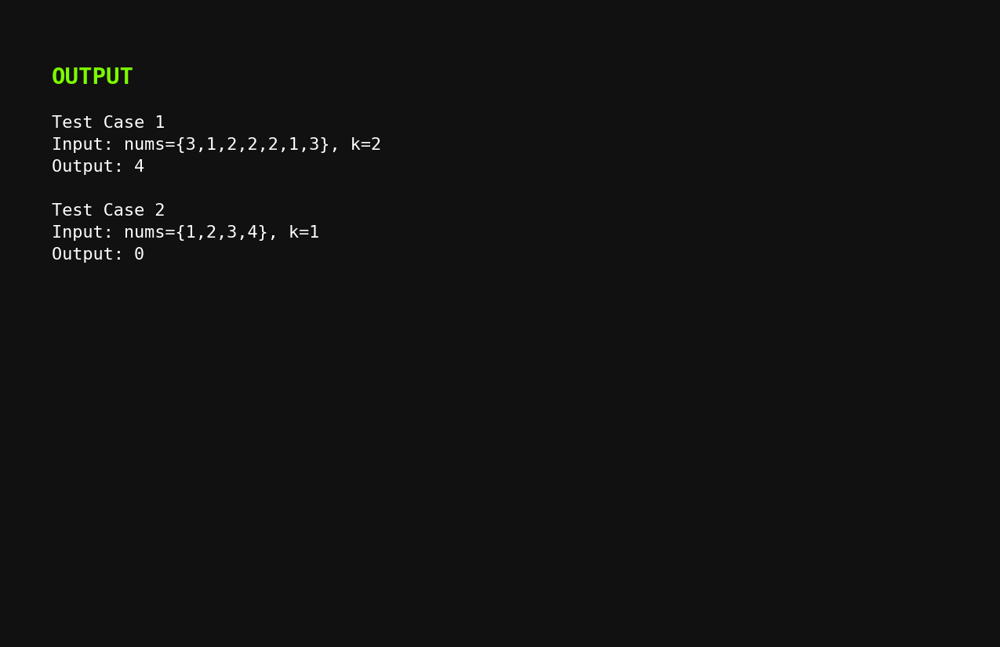 OUTPUT
Test Case 1
Input: nums={3,1,2,2,2,1,3}, k=2
Output: 4
Test Case 2
Input: nums={1,2,3,4}, k=1
Output: 0